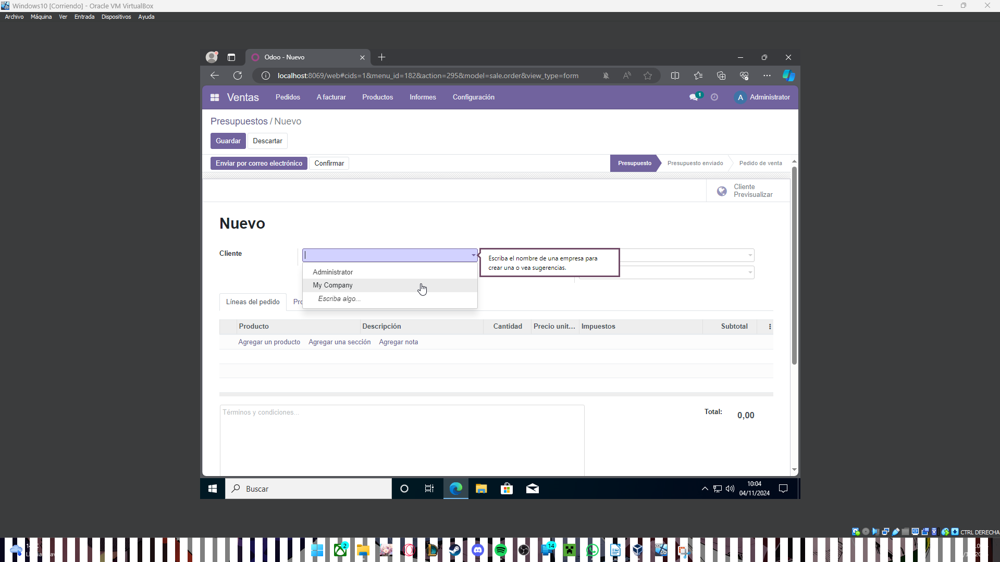 Windows10 [Corriendo] - Oracle VM VirtualBox
Archivo Máquina Ver Entrada Dispositivos Ayuda
Odoo - Nuevo
localhost:8069/web#cids=1&menu_id=182&action=295&model=sale.order&view_type=form
Ventas Pedidos A facturar Productos Informes Configuración 1 A Administrator
Presupuestos / Nuevo
Guardar Descartar
Enviar por correo electrónico Confirmar Presupuesto Presupuesto enviado Pedido de venta
Cliente
Previsualizar
Nuevo
Cliente
Escriba el nombre de una empresa para
crear una o vea sugerencias.
Administrator
My Company
Escriba algo...
Líneas del pedido
Producto Descripción Cantidad Precio unit... Impuestos Subtotal
Agregar un producto Agregar una sección Agregar nota
Términos y condiciones...
Total: 0,00
Buscar
10:04
04/11/2024
CTRL DERECHA
2
14